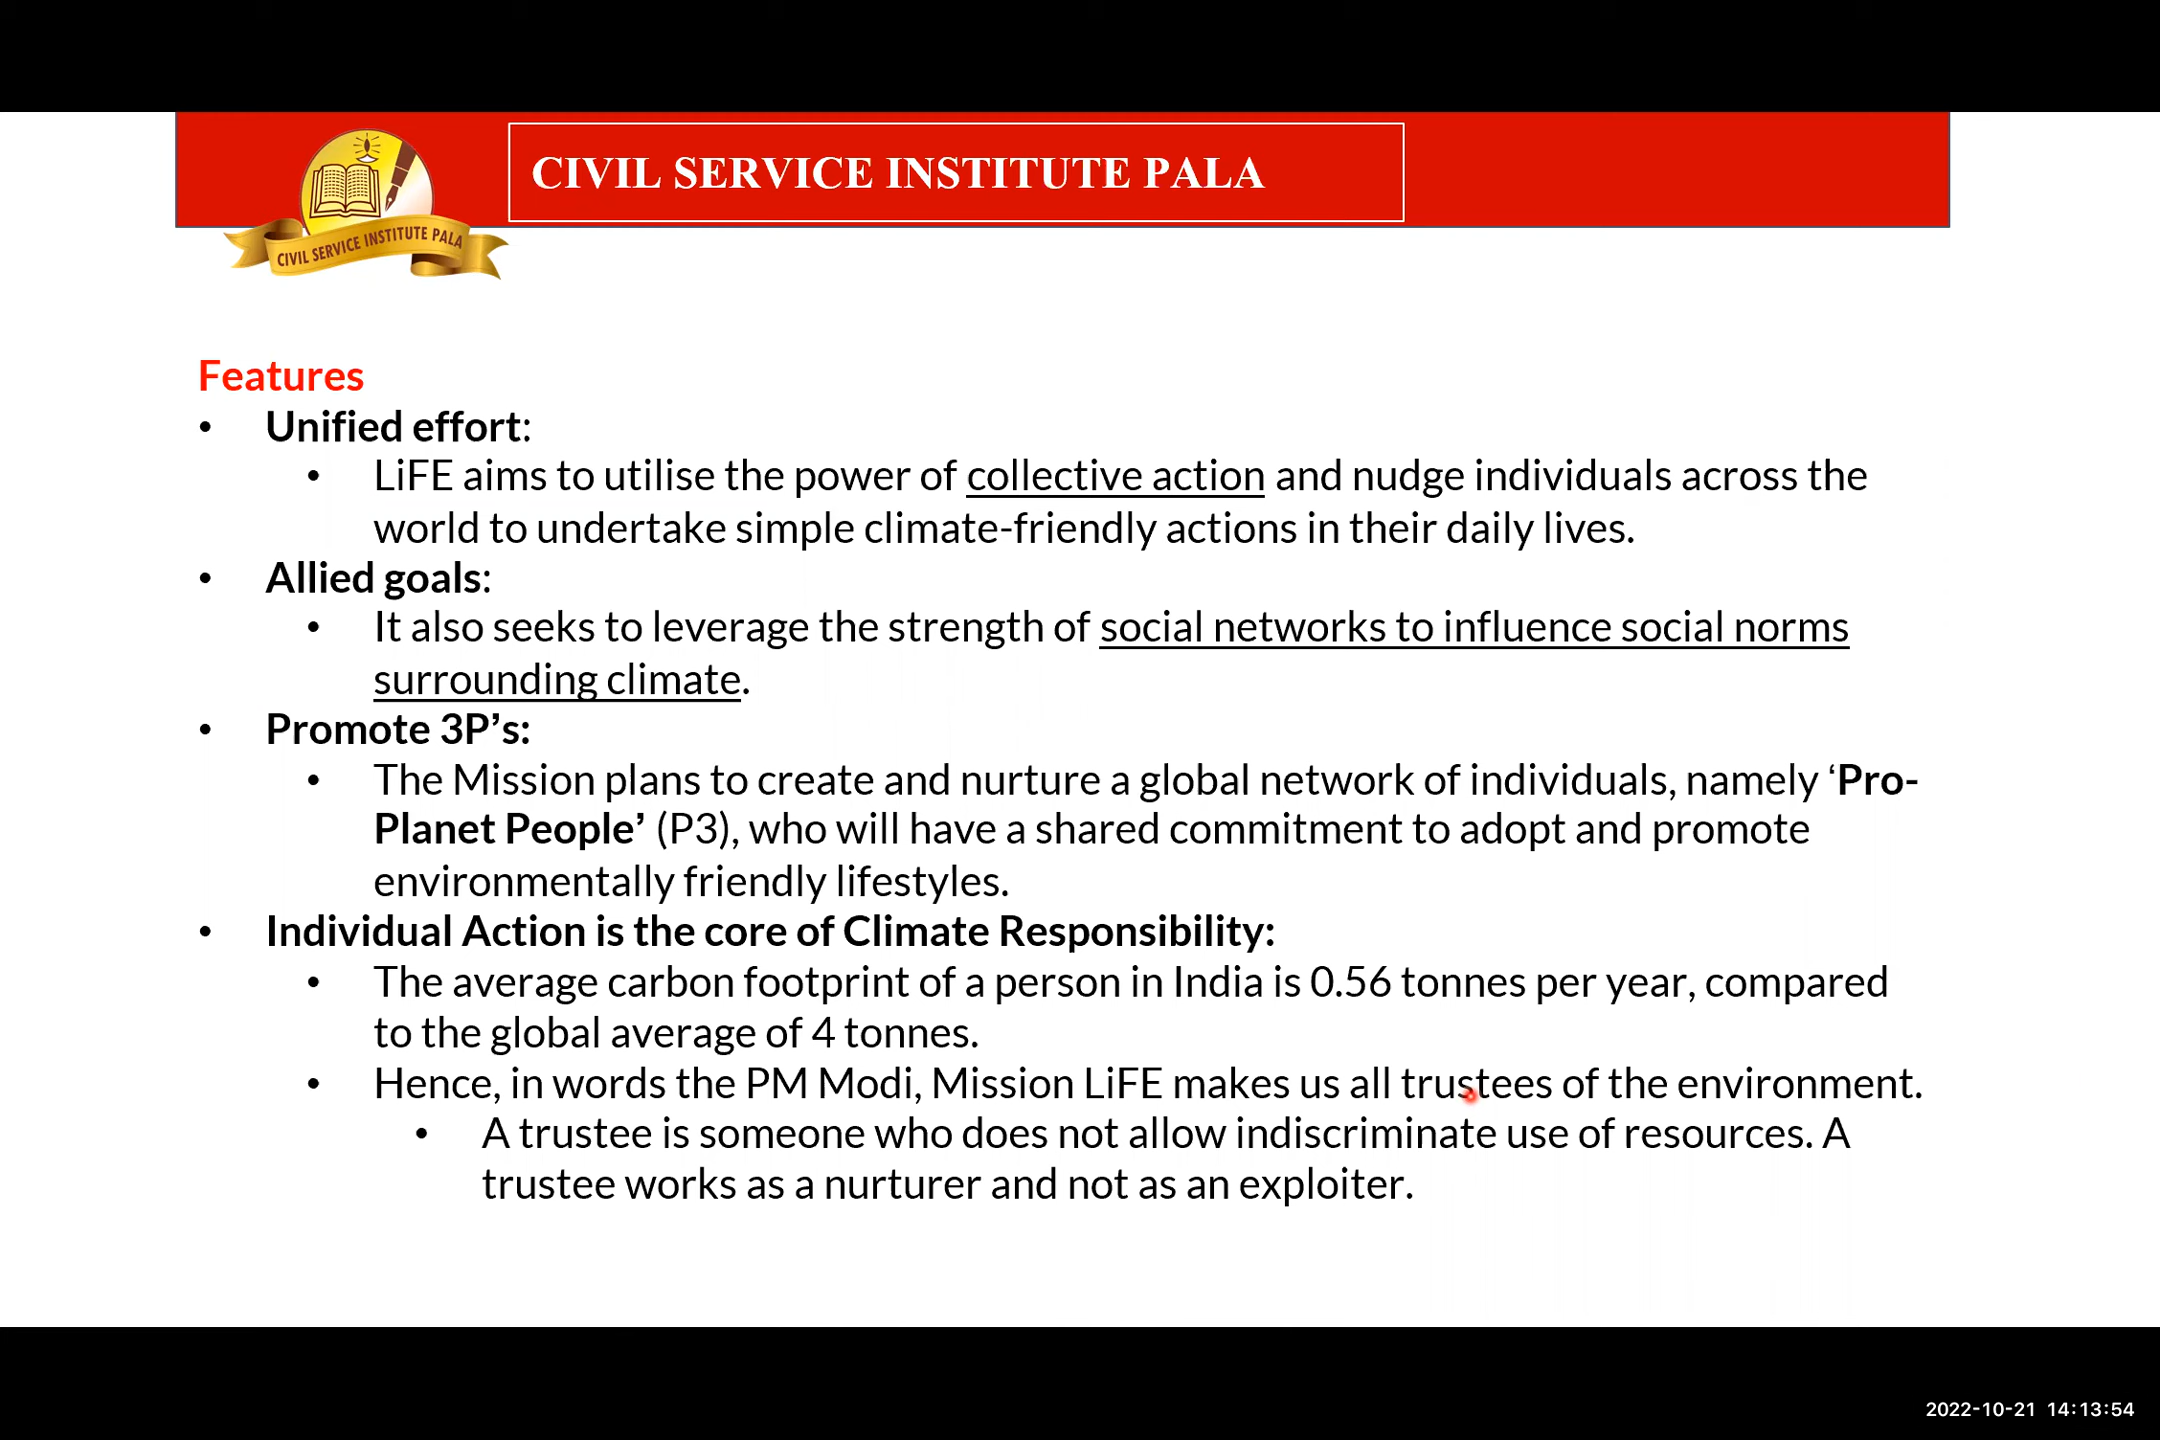 CIVIL SERVICE INSTITUTE PALA
CIVIL SERVICE INSTITUTE PALA
Features
• Unified effort:
• LiFE aims to utilise the power of collective action and nudge individuals across the
world to undertake simple climate-friendly actions in their daily lives.
• Allied goals:
• It also seeks to leverage the strength of social networks to influence social norms
surrounding climate.
• Promote 3P’s:
• The Mission plans to create and nurture a global network of individuals, namely ‘Pro-
Planet People’ (P3), who will have a shared commitment to adopt and promote
environmentally friendly lifestyles.
• Individual Action is the core of Climate Responsibility:
• The average carbon footprint of a person in India is 0.56 tonnes per year, compared
to the global average of 4 tonnes.
• Hence, in words the PM Modi, Mission LiFE makes us all trustees of the environment.
• A trustee is someone who does not allow indiscriminate use of resources. A
trustee works as a nurturer and not as an exploiter.
2022-10-21 14:13:54